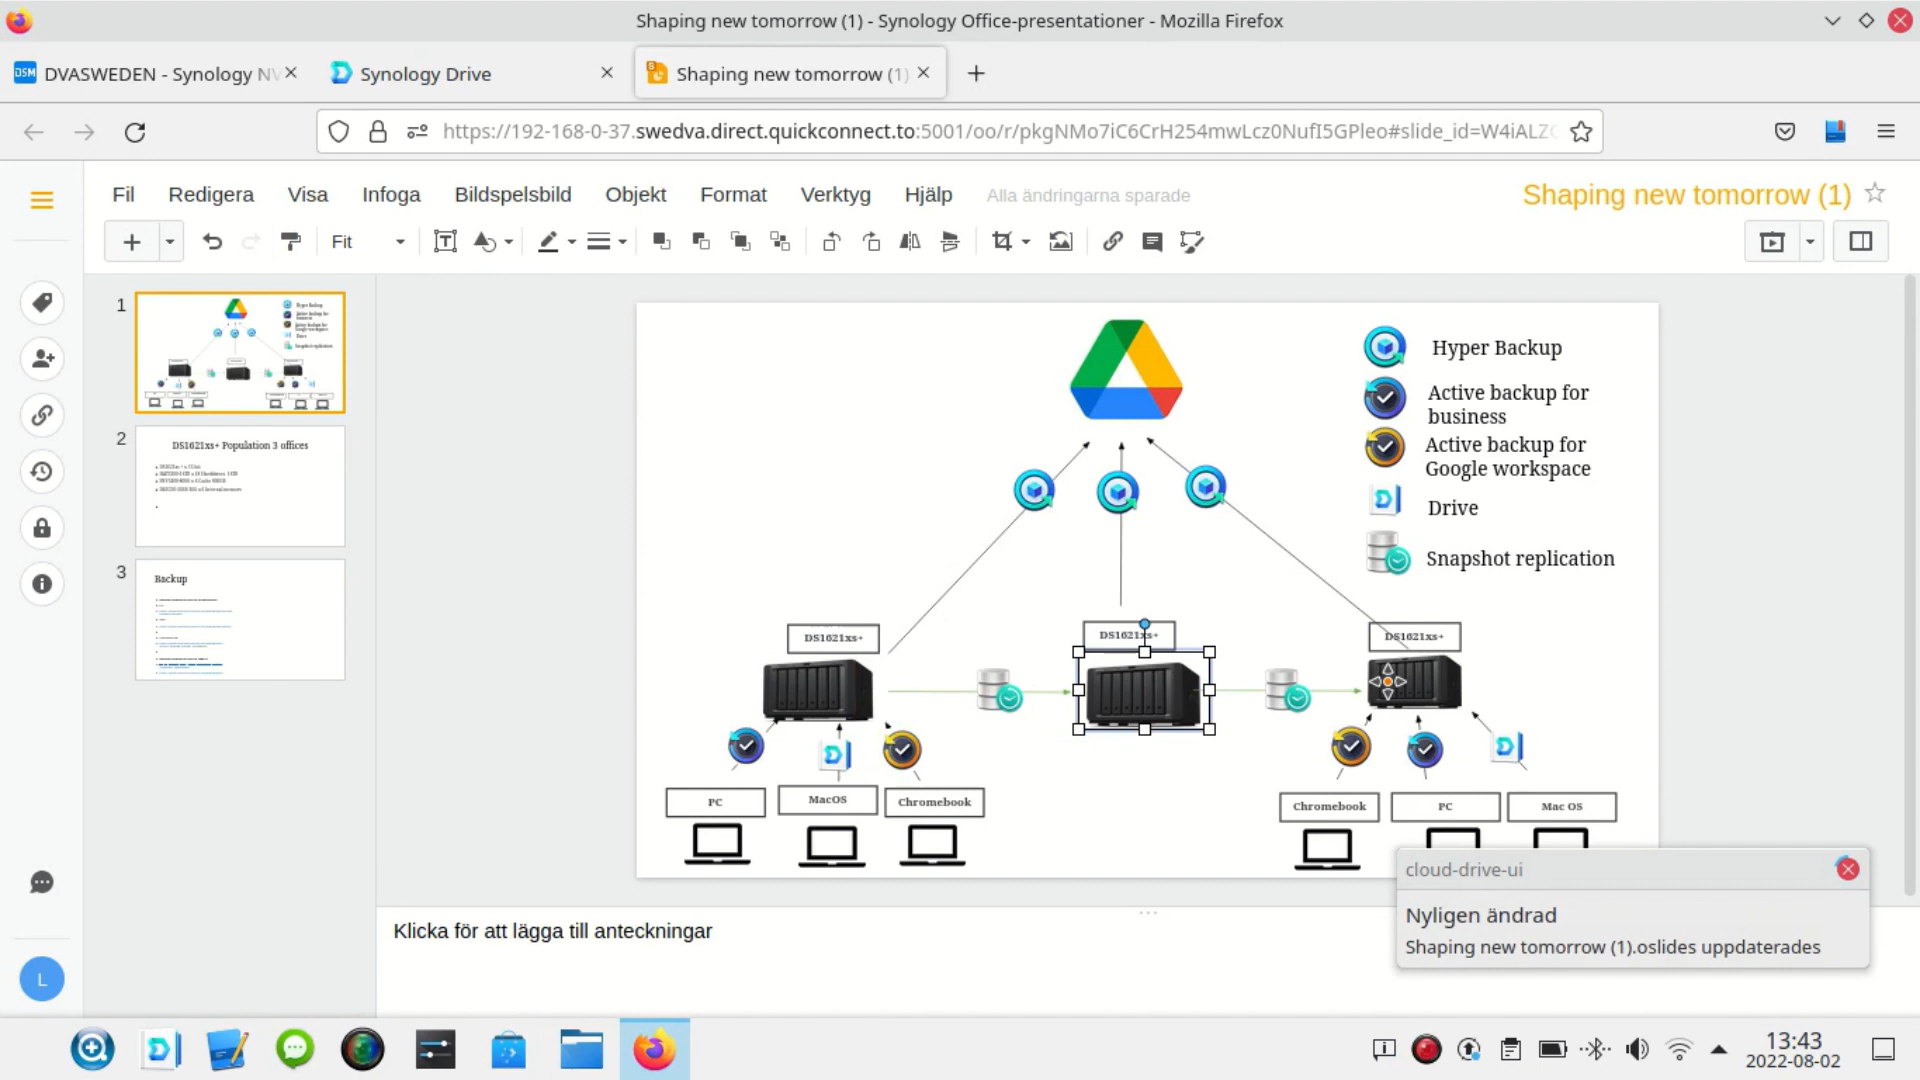 Shaping new tomorrow (1) - Synology Office-presentationer - Mozilla Firefox
DSM DVASWEDEN - Synology NV
Synology Drive
Shaping new tomorrow (1)
https://192-168-0-37.swedva.direct.quickconnect.to:5001/oo/r/pkgNMo7iC6CrH254mwLcz0NufI5GPleo#slide_id=W4iALZ
Fil Redigera Visa Infoga Bildspelsbild Objekt Format Verktyg Hjälp Alla ändringarna sparade
Shaping new tomorrow (1)
Fit
1
2
DS1621xs+ Population 3 offices
3
Backup
Hyper Backup
Active backup for
business
Active backup for
Google workspace
Drive
Snapshot replication
DS1621xs+
DS1621xs+
DS1621xs+
PC
MacOS
Chromebook
Chromebook
PC
Mac OS
Klicka för att lägga till anteckningar
cloud-drive-ui
Nyligen ändrad
Shaping new tomorrow (1).oslides uppdaterades
L
13:43
2022-08-02